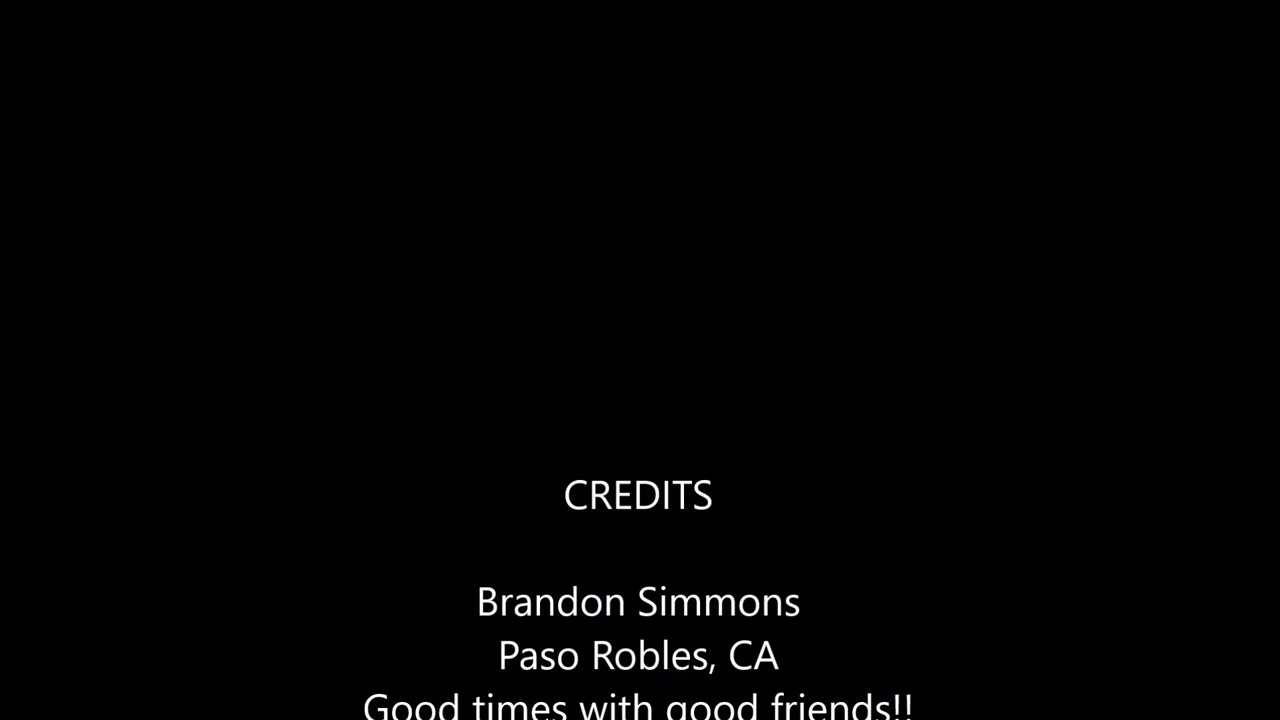 CREDITS
Brandon Simmons
Paso Robles, CA
Good times with good friends!!